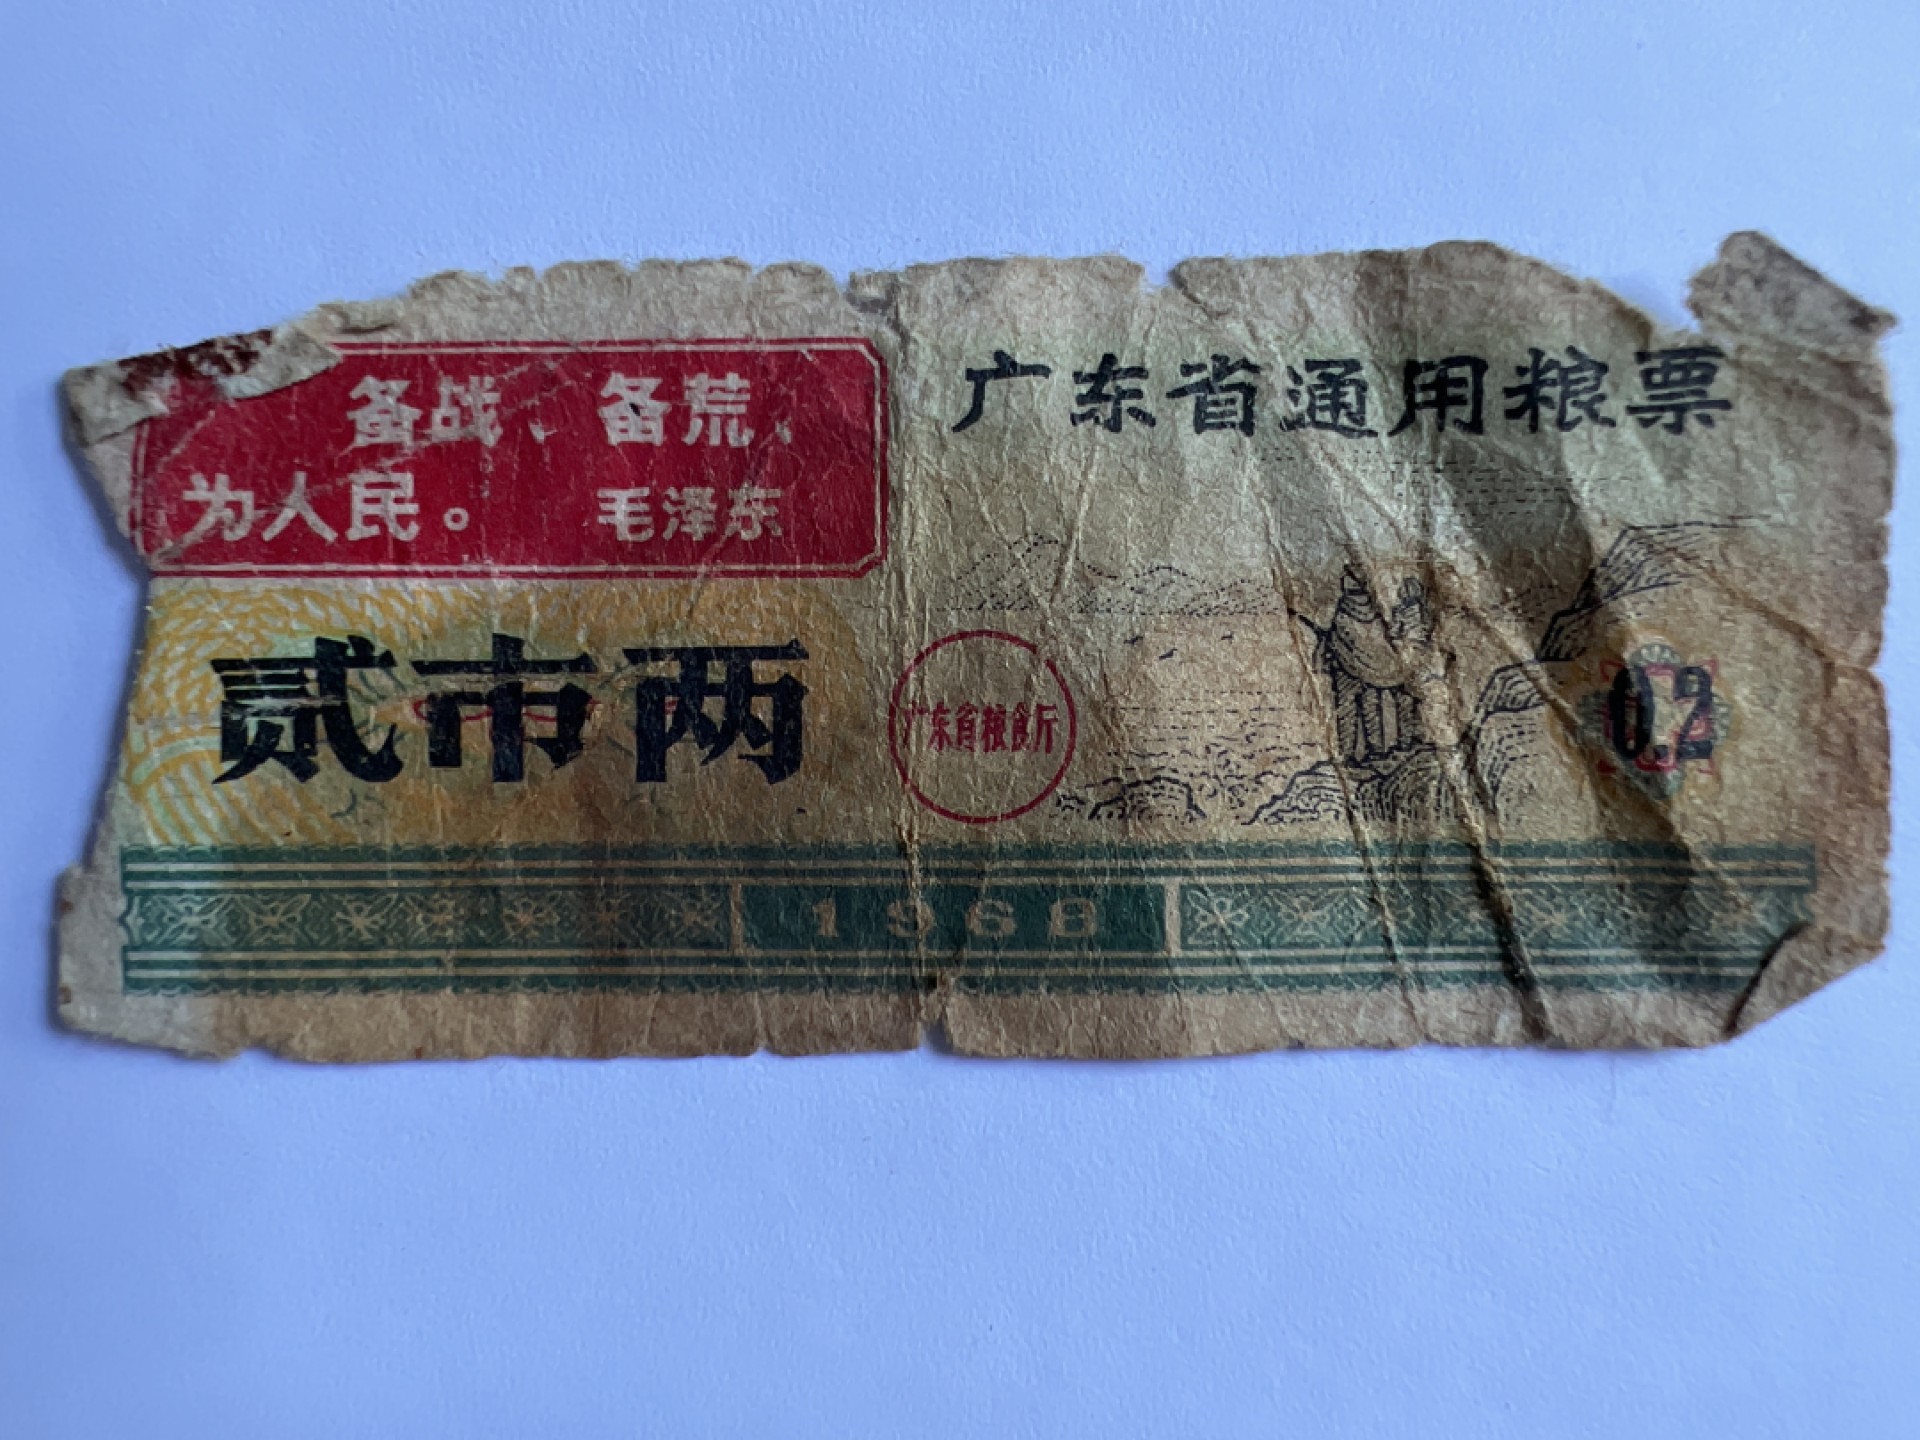 备战、备荒、
为人民。 毛泽东
广东省通用粮票
贰市两
广东省粮食厅
0.2
1968